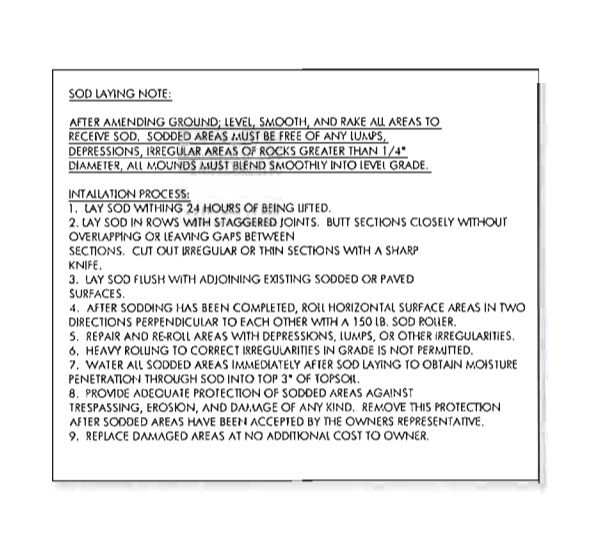 SOD LAYING NOTE:
AFTER AMENDING GROUND; LEVEL, SMOOTH, AND RAKE ALL AREAS TO
RECEIVE SOD. SODDED AREAS MUST BE FREE OF ANY LUMPS,
DEPRESSIONS, IRREGULAR AREAS OF ROCKS GREATER THAN 1/4"
DIAMETER, ALL MOUNDS MUST BLEND SMOOTHLY INTO LEVEL GRADE.
INTALLATION PROCESS:
1. LAY SOD WITHING 24 HOURS OF BEING LIFTED.
2. LAY SOD IN ROWS WITH STAGGERED JOINTS. BUTT SECTIONS CLOSELY WITHOUT
OVERLAPPING OR LEAVING GAPS BETWEEN
SECTIONS. CUT OUT IRREGULAR OR THIN SECTIONS WITH A SHARP
KNIFE.
3. LAY SOD FLUSH WITH ADJOINING EXISTING SODDED OR PAVED
SURFACES.
4. AFTER SODDING HAS BEEN COMPLETED, ROLL HORIZONTAL SURFACE AREAS IN TWO
DIRECTIONS PERPENDICULAR TO EACH OTHER WITH A 150 LB. SOD ROLLER.
5. REPAIR AND RE-ROLL AREAS WITH DEPRESSIONS, LUMPS, OR OTHER IRREGULARITIES.
6. HEAVY ROLLING TO CORRECT IRREGULARITIES IN GRADE IS NOT PERMITTED.
7. WATER ALL SODDED AREAS IMMEDIATELY AFTER SOD LAYING TO OBTAIN MOISTURE
PENETRATION THROUGH SOD INTO TOP 3" OF TOPSOIL.
8. PROVIDE ADEQUATE PROTECTION OF SODDED AREAS AGAINST
TRESPASSING, EROSION, AND DAMAGE OF ANY KIND. REMOVE THIS PROTECTION
AFTER SODDED AREAS HAVE BEEN ACCEPTED BY THE OWNERS REPRESENTATIVE.
9. REPLACE DAMAGED AREAS AT NO ADDITIONAL COST TO OWNER.